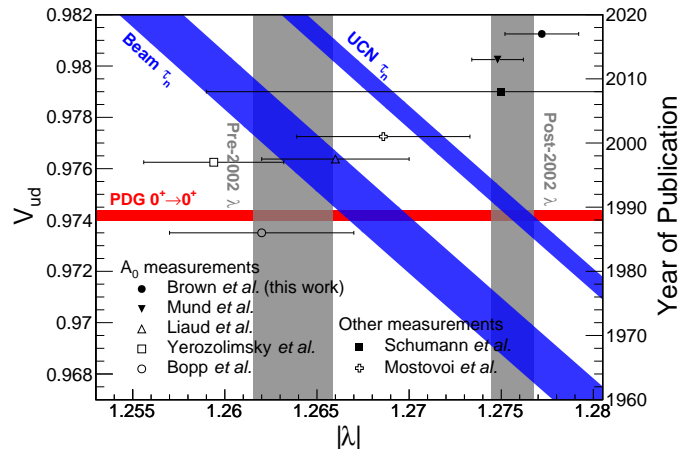 0.982
0.98
0.978
0.976
0.974
0.972
0.97
0.968
V_ud
2020
2010
2000
1990
1980
1970
1960
Year of Publication
Beam τ_n
UCN τ_n
Pre-2002 λ
Post-2002 λ
PDG 0⁺→0⁺
A_0 measurements
Brown et al. (this work)
Mund et al.
Liaud et al.
Yerozolimsky et al.
Bopp et al.
Other measurements
Schumann et al.
Mostovoi et al.
1.255
1.26
1.265
1.27
1.275
1.28
|λ|